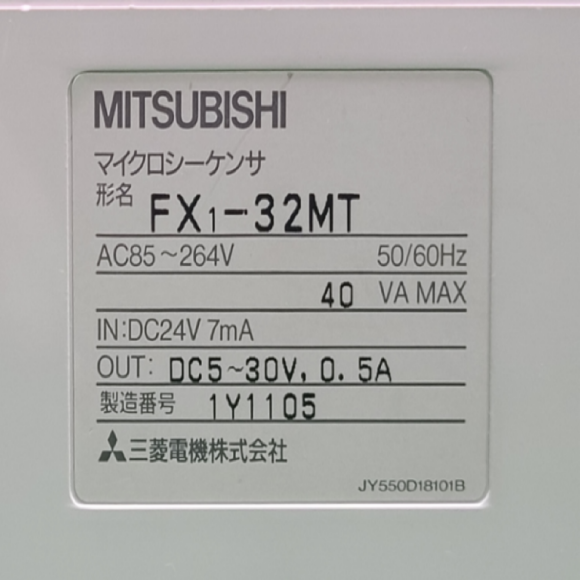 MITSUBISHI
マイクロシーケンサ
形名 FX1-32MT
AC85~264V 50/60Hz
40 VA MAX
IN:DC24V 7mA
OUT: DC5~30V, 0.5A
製造番号 1Y1105
三菱電機株式会社
JY550D18101B